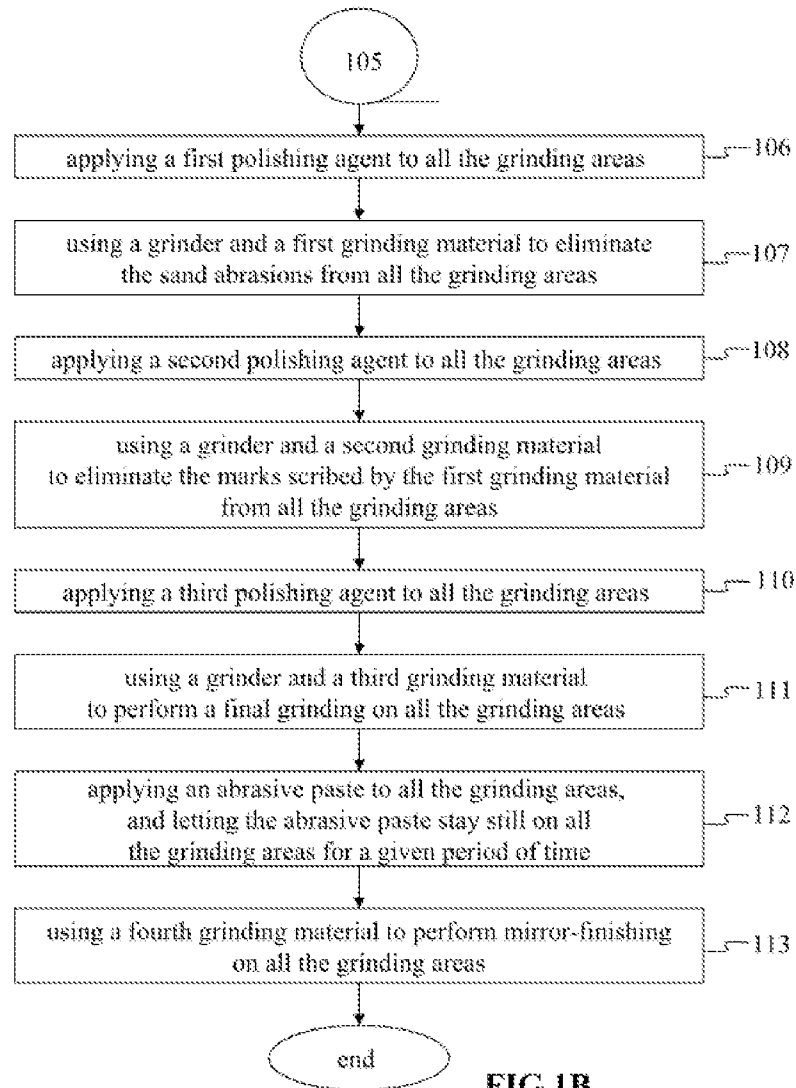 105
applying a first polishing agent to all the grinding areas
106
using a grinder and a first grinding material to eliminate
the sand abrasions from all the grinding areas
107
applying a second polishing agent to all the grinding areas
108
using a grinder and a second grinding material
to eliminate the marks scribed by the first grinding material
from all the grinding areas
109
applying a third polishing agent to all the grinding areas
110
using a grinder and a third grinding material
to perform a final grinding on all the grinding areas
111
applying an abrasive paste to all the grinding areas,
and letting the abrasive paste stay still on all
the grinding areas for a given period of time
112
using a fourth grinding material to perform mirror-finishing
on all the grinding areas
113
end
FIG.1B